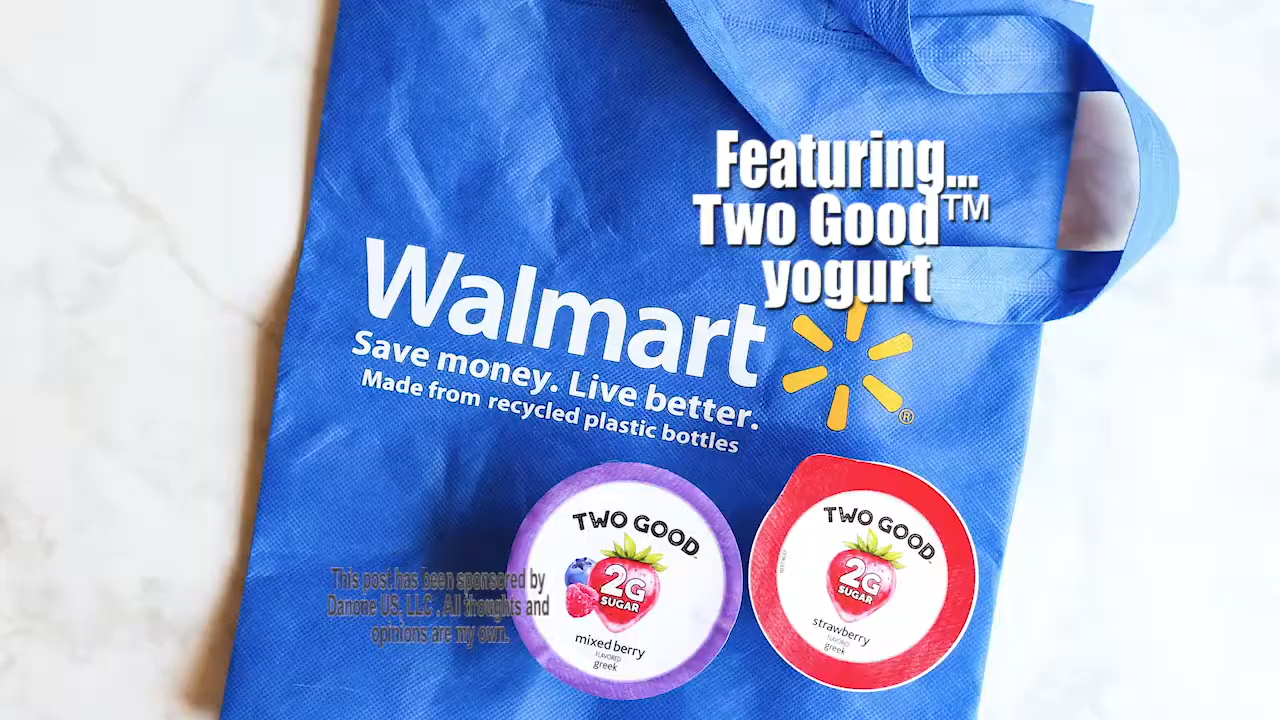 Featuring...
Two Good™
yogurt
Walmart
Save money. Live better.
Made from recycled plastic bottles
®
TWO GOOD™
2G
SUGAR
mixed berry
FLAVORED
greek
TWO GOOD™
2G
SUGAR
strawberry
FLAVORED
greek
This post has been sponsored by
Danone US, LLC . All thoughts and
opinions are my own.